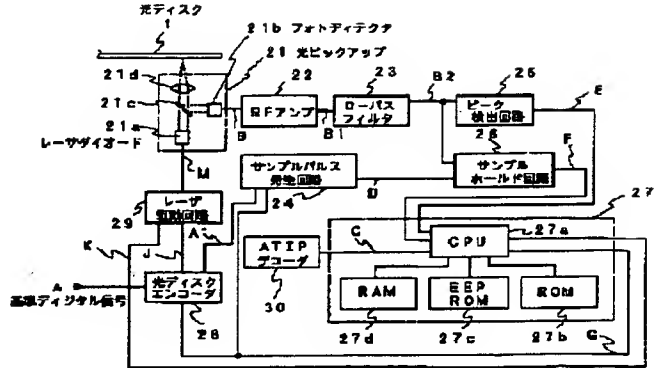 光ディスク
1
21b フォトディテクタ
21 光ピックアップ
21d
21c
21a
レーザダイオード
22
RFアンプ
23
ローパス
フィルタ
B
B1
B2
25
ピーク
検出回路
E
26
サンプル
ホールド回路
F
サンプルパルス
発生回路
24
D
M
レーザ
駆動回路
29
A'
K
J
A
基準ディジタル信号
光ディスク
エンコーダ
28
ATIP
デコーダ
30
C
CPU
27a
27
RAM
27d
EEP
ROM
27c
ROM
27b
G